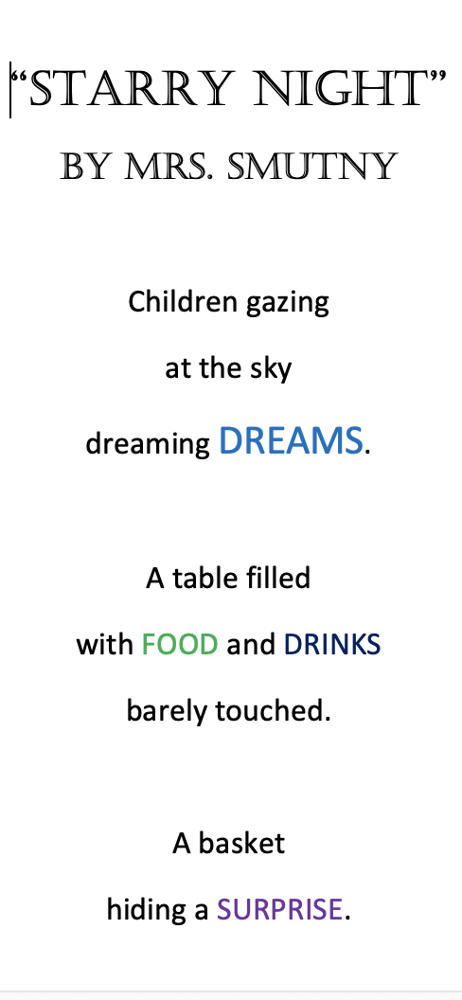 “STARRY NIGHT”
BY MRS. SMUTNY
Children gazing
at the sky
dreaming DREAMS.
A table filled
with FOOD and DRINKS
barely touched.
A basket
hiding a SURPRISE.